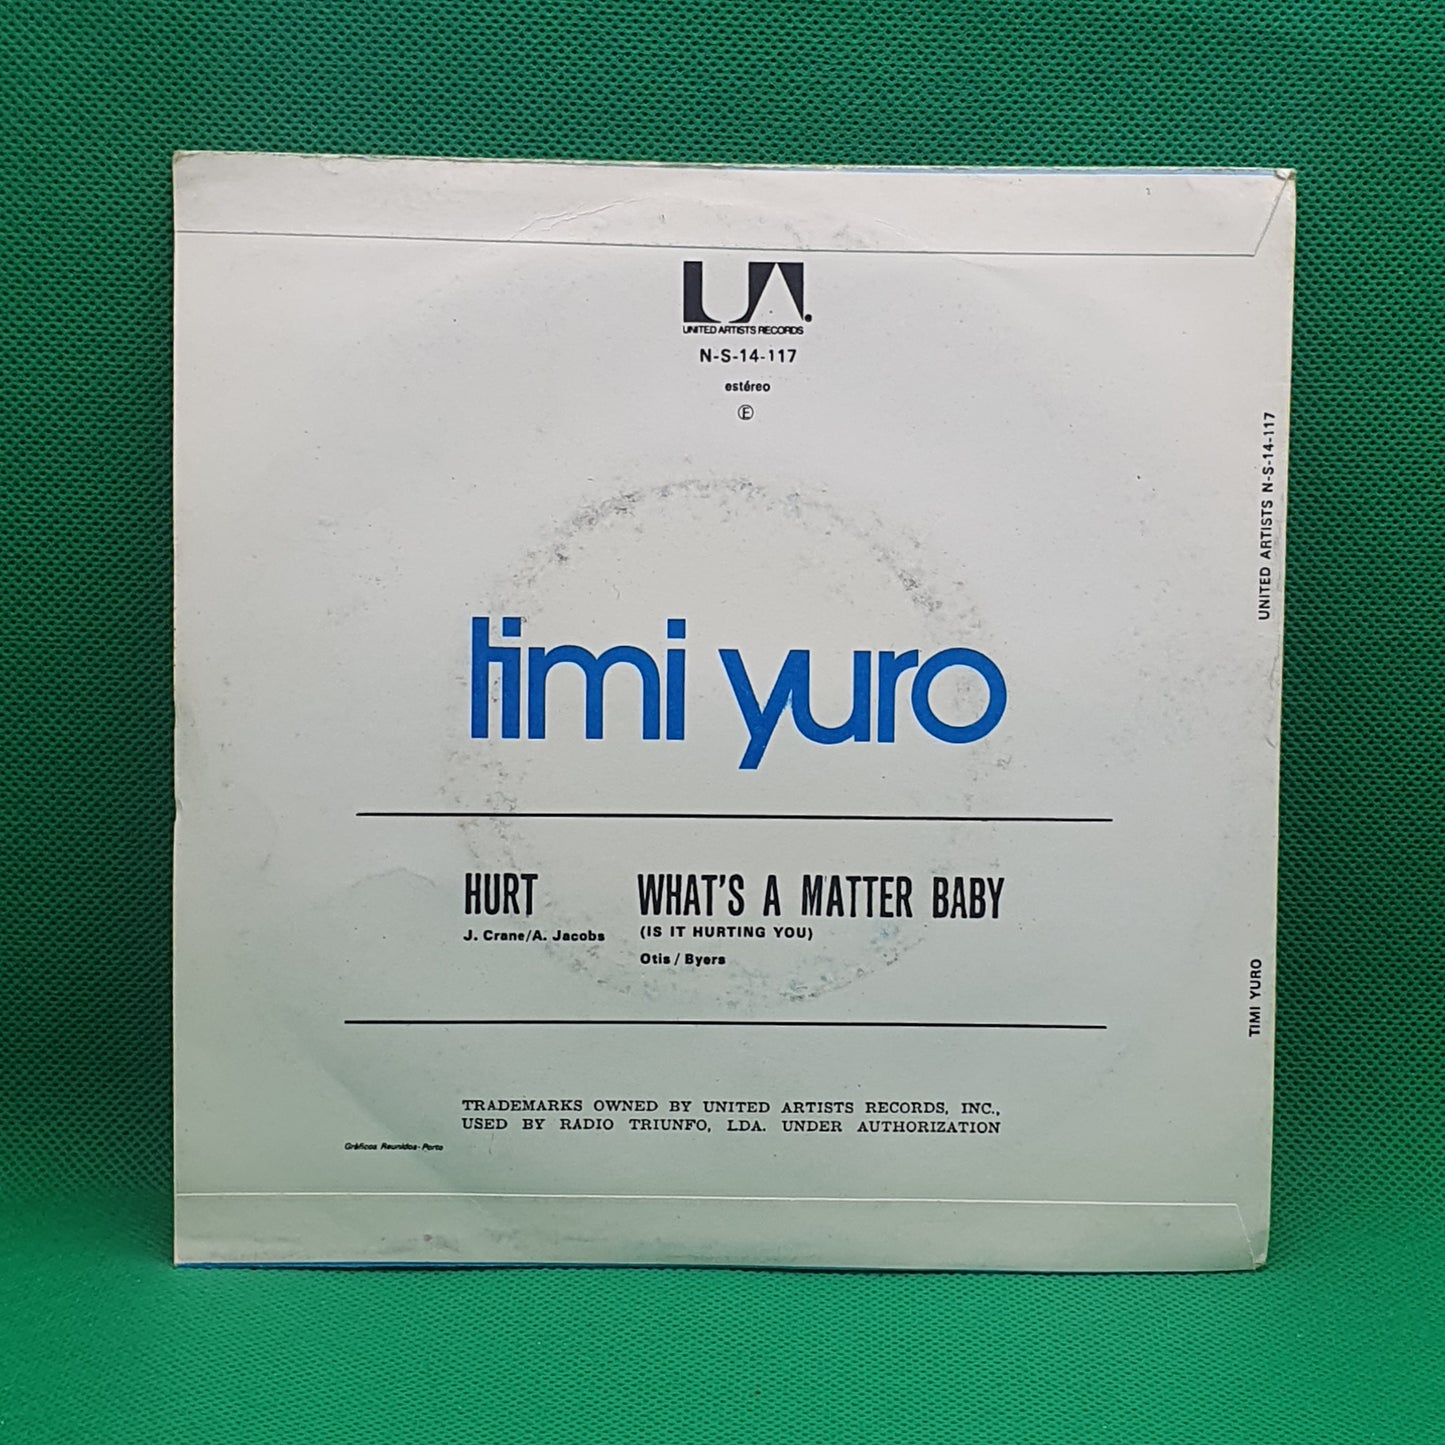 UA.
UNITED ARTISTS RECORDS
N-S-14-117
estéreo
Ⓔ
timi yuro
HURT
J. Crane/A. Jacobs
WHAT'S A MATTER BABY
(IS IT HURTING YOU)
Otis / Byers
TRADEMARKS OWNED BY UNITED ARTISTS RECORDS, INC.,
USED BY RADIO TRIUNFO, LDA. UNDER AUTHORIZATION
Gráficos Reunidos - Porto
UNITED ARTISTS N-S-14-117
TIMI YURO